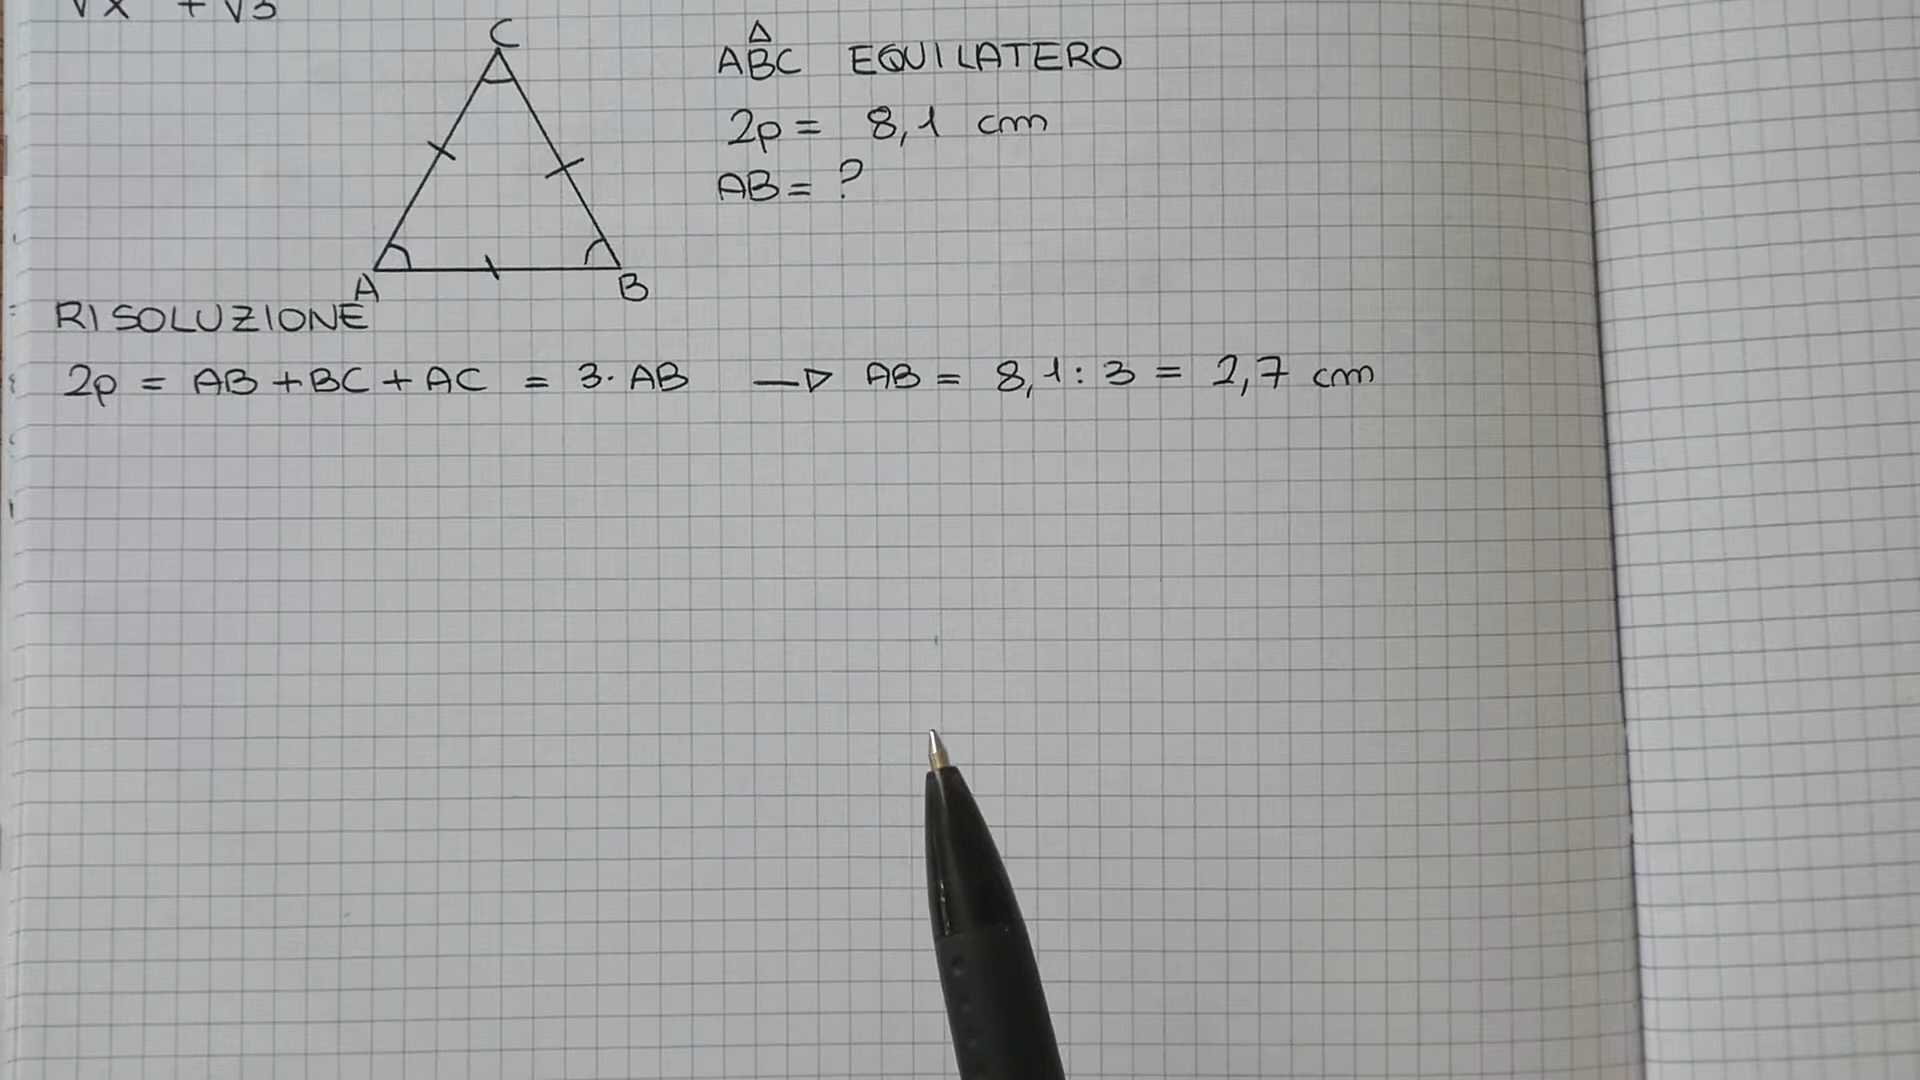 √x + √3
C
A
B
ABC EQUILATERO
2p = 8,1 cm
AB = ?
RISOLUZIONE
2p = AB + BC + AC = 3·AB —▷ AB = 8,1 : 3 = 2,7 cm